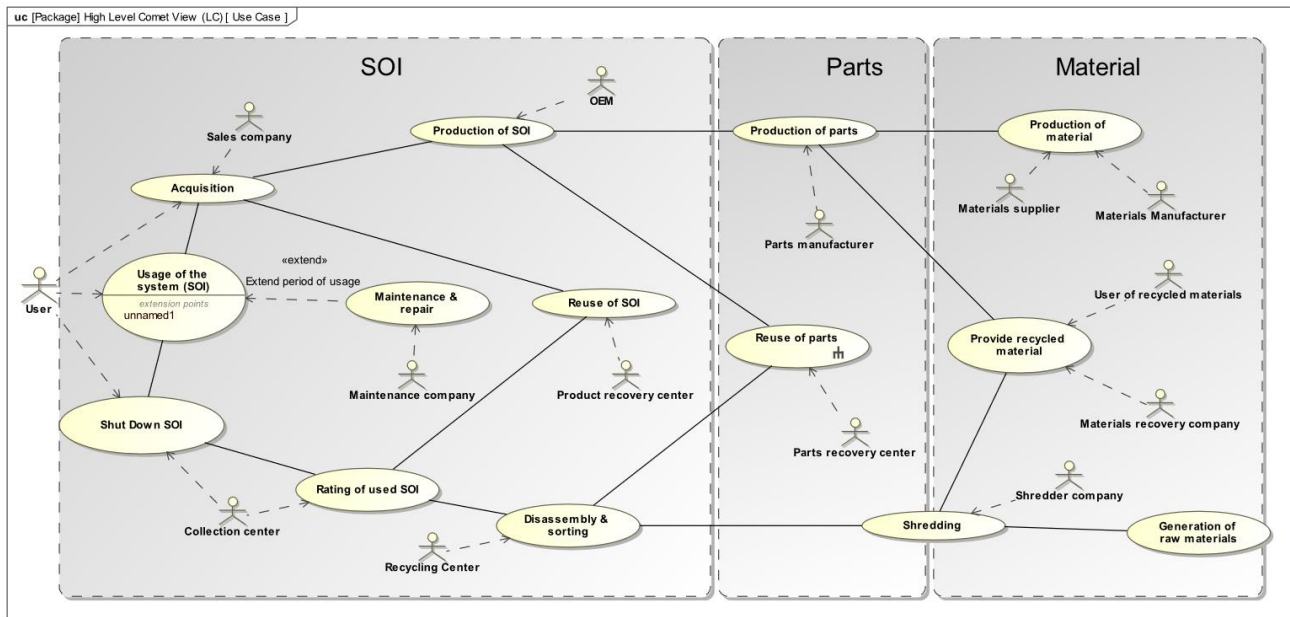 uc [Package] High Level Comet View (LC) [ Use Case ]
SOI
Parts
Material
OEM
Sales company
Production of SOI
Production of parts
Production of
material
Acquisition
Materials supplier
Materials Manufacturer
Parts manufacturer
«extend»
Extend period of usage
Usage of the
system (SOI)
extension points
unnamed1
User
Maintenance &
repair
Reuse of SOI
User of recycled materials
Reuse of parts
Provide recycled
material
Maintenance company
Product recovery center
Shut Down SOI
Materials recovery company
Parts recovery center
Rating of used SOI
Shredder company
Collection center
Disassembly &
sorting
Shredding
Generation of
raw materials
Recycling Center